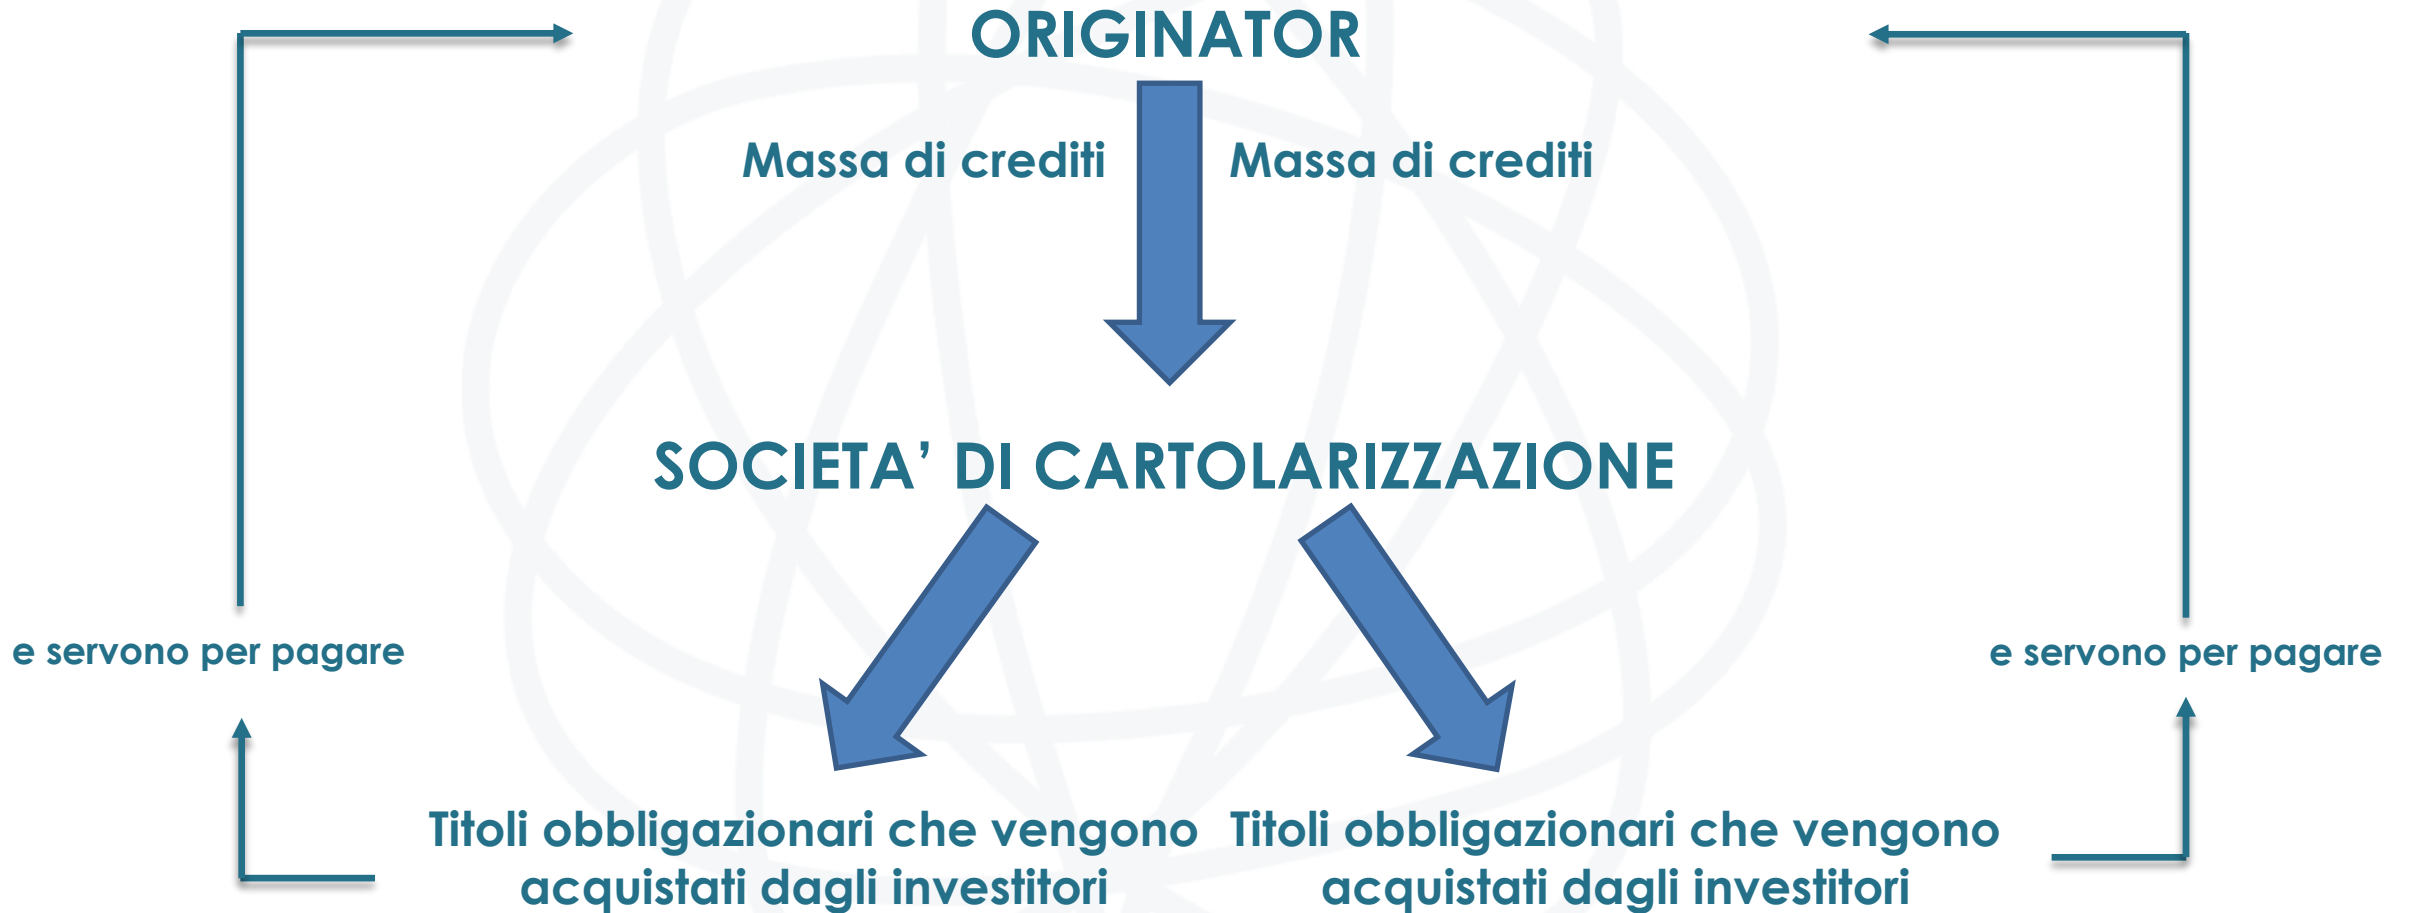 ORIGINATOR
Massa di crediti
Massa di crediti
SOCIETA’ DI CARTOLARIZZAZIONE
e servono per pagare
e servono per pagare
Titoli obbligazionari che vengono
acquistati dagli investitori
Titoli obbligazionari che vengono
acquistati dagli investitori